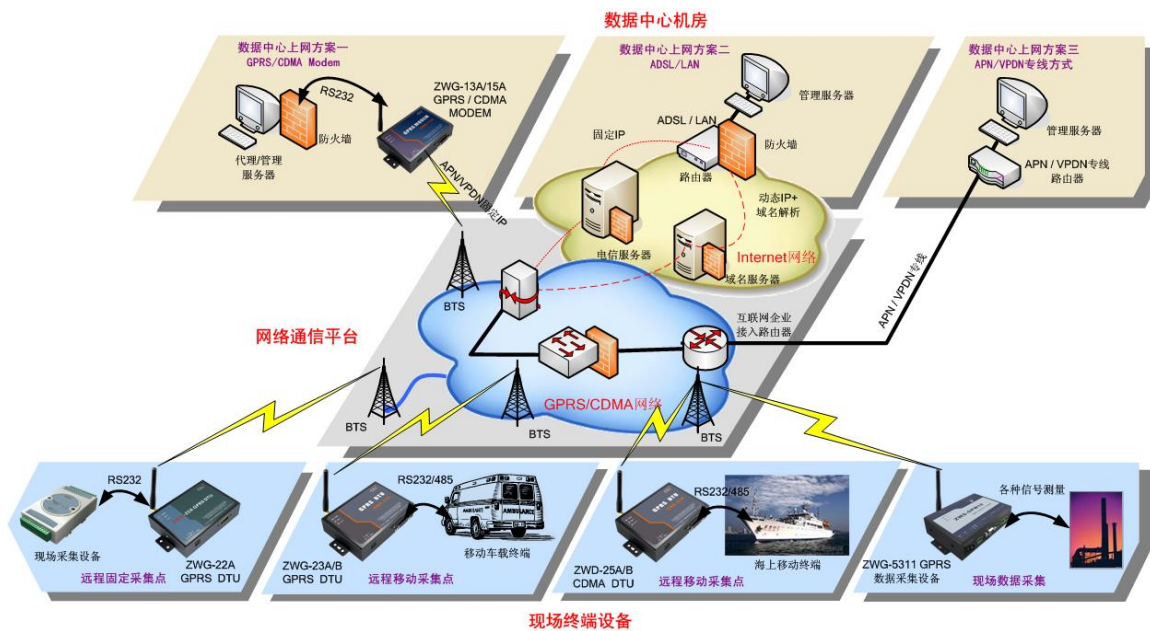 数据中心机房
数据中心上网方案一
GPRS/CDMA Modem
RS232
ZWG-13A/15A
GPRS / CDMA
MODEM
防火墙
代理/管理
服务器
APN/VPDN固定IP
数据中心上网方案二
ADSL/LAN
管理服务器
ADSL / LAN
固定IP
防火墙
路由器
动态IP+
域名解析
电信服务器
Internet网络
域名服务器
数据中心上网方案三
APN/VPDN专线方式
管理服务器
APN / VPDN专线
路由器
APN / VPDN专线
网络通信平台
BTS
互联网企业
接入路由器
GPRS/CDMA网络
BTS
BTS
BTS
RS232
现场采集设备
ZWG-22A
GPRS DTU
远程固定采集点
RS232/485
GPRS DTU
AMBULANCE
移动车载终端
ZWG-23A/B
GPRS DTU
远程移动采集点
RS232/485
GPRS DTU
海上移动终端
ZWD-25A/B
CDMA DTU
远程移动采集点
各种信号测量
ZWG-5311 GPRS
数据采集设备
现场数据采集
现场终端设备